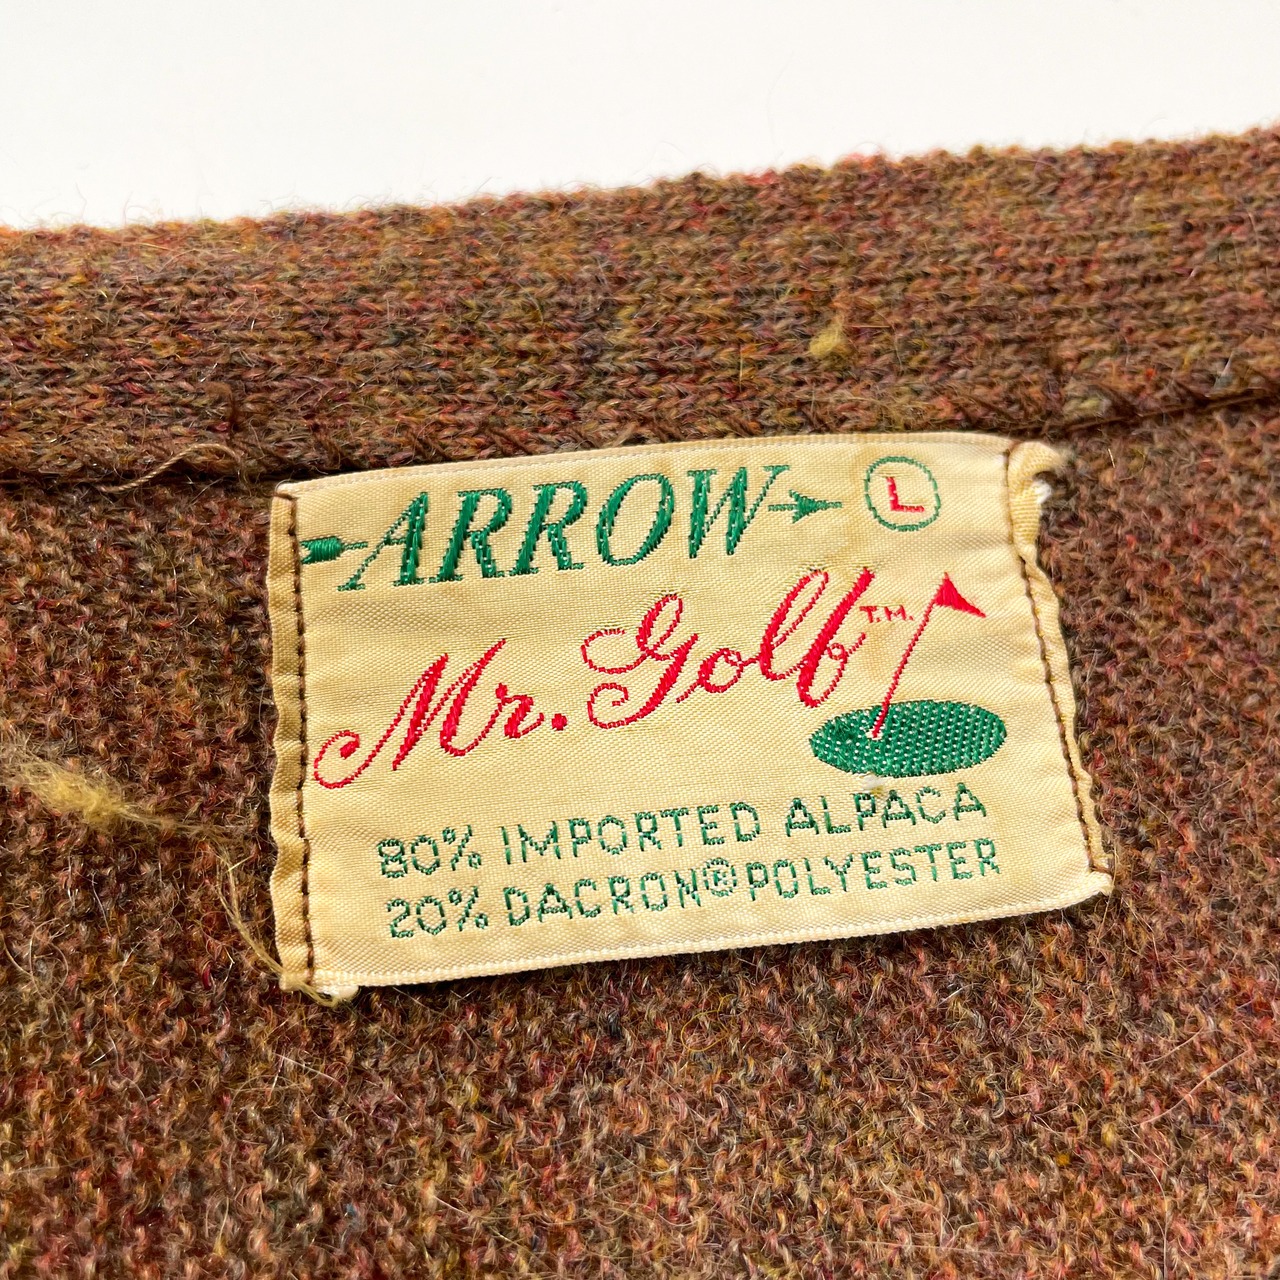 ARROW L
Mr. Golf T.M.
80% IMPORTED ALPACA
20% DACRON® POLYESTER